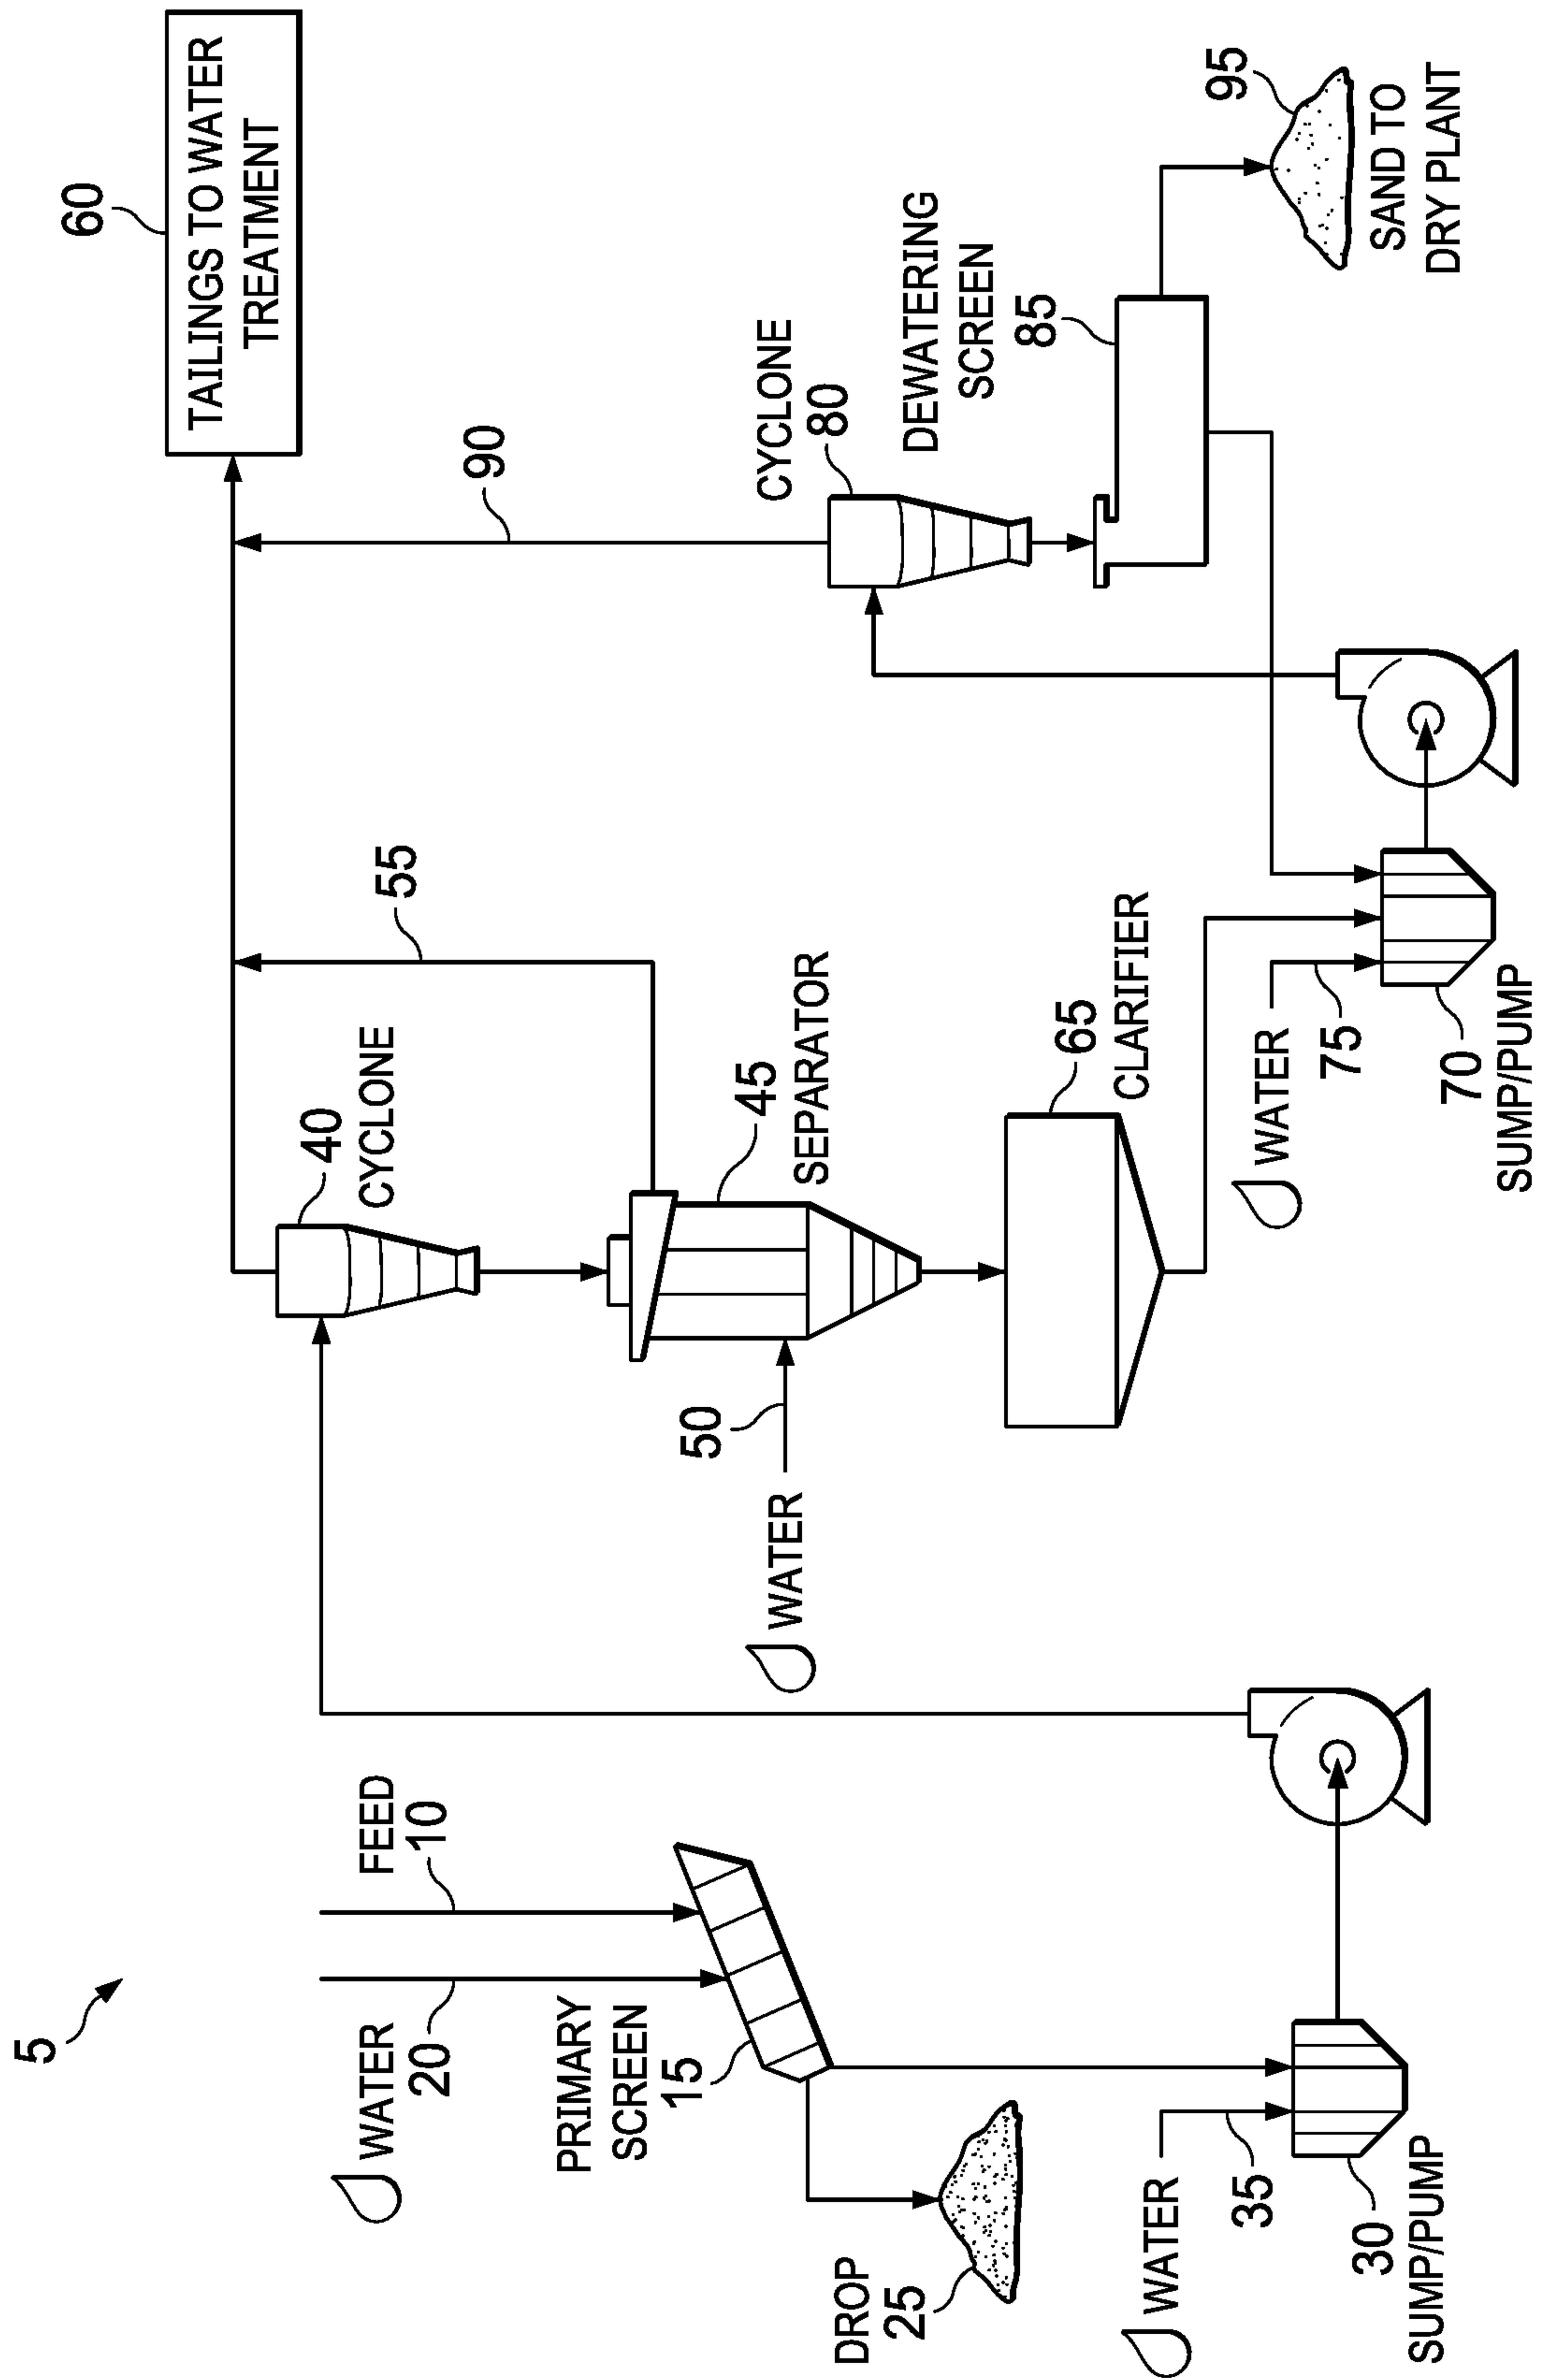 5
WATER
20
FEED
10
PRIMARY
SCREEN
15
DROP
25
WATER
35
30
SUMP/PUMP
40
CYCLONE
WATER
50
45
SEPARATOR
55
65
CLARIFIER
WATER
75
70
SUMP/PUMP
60
TAILINGS TO WATER
TREATMENT
90
CYCLONE
80
DEWATERING
SCREEN
85
95
SAND TO
DRY PLANT